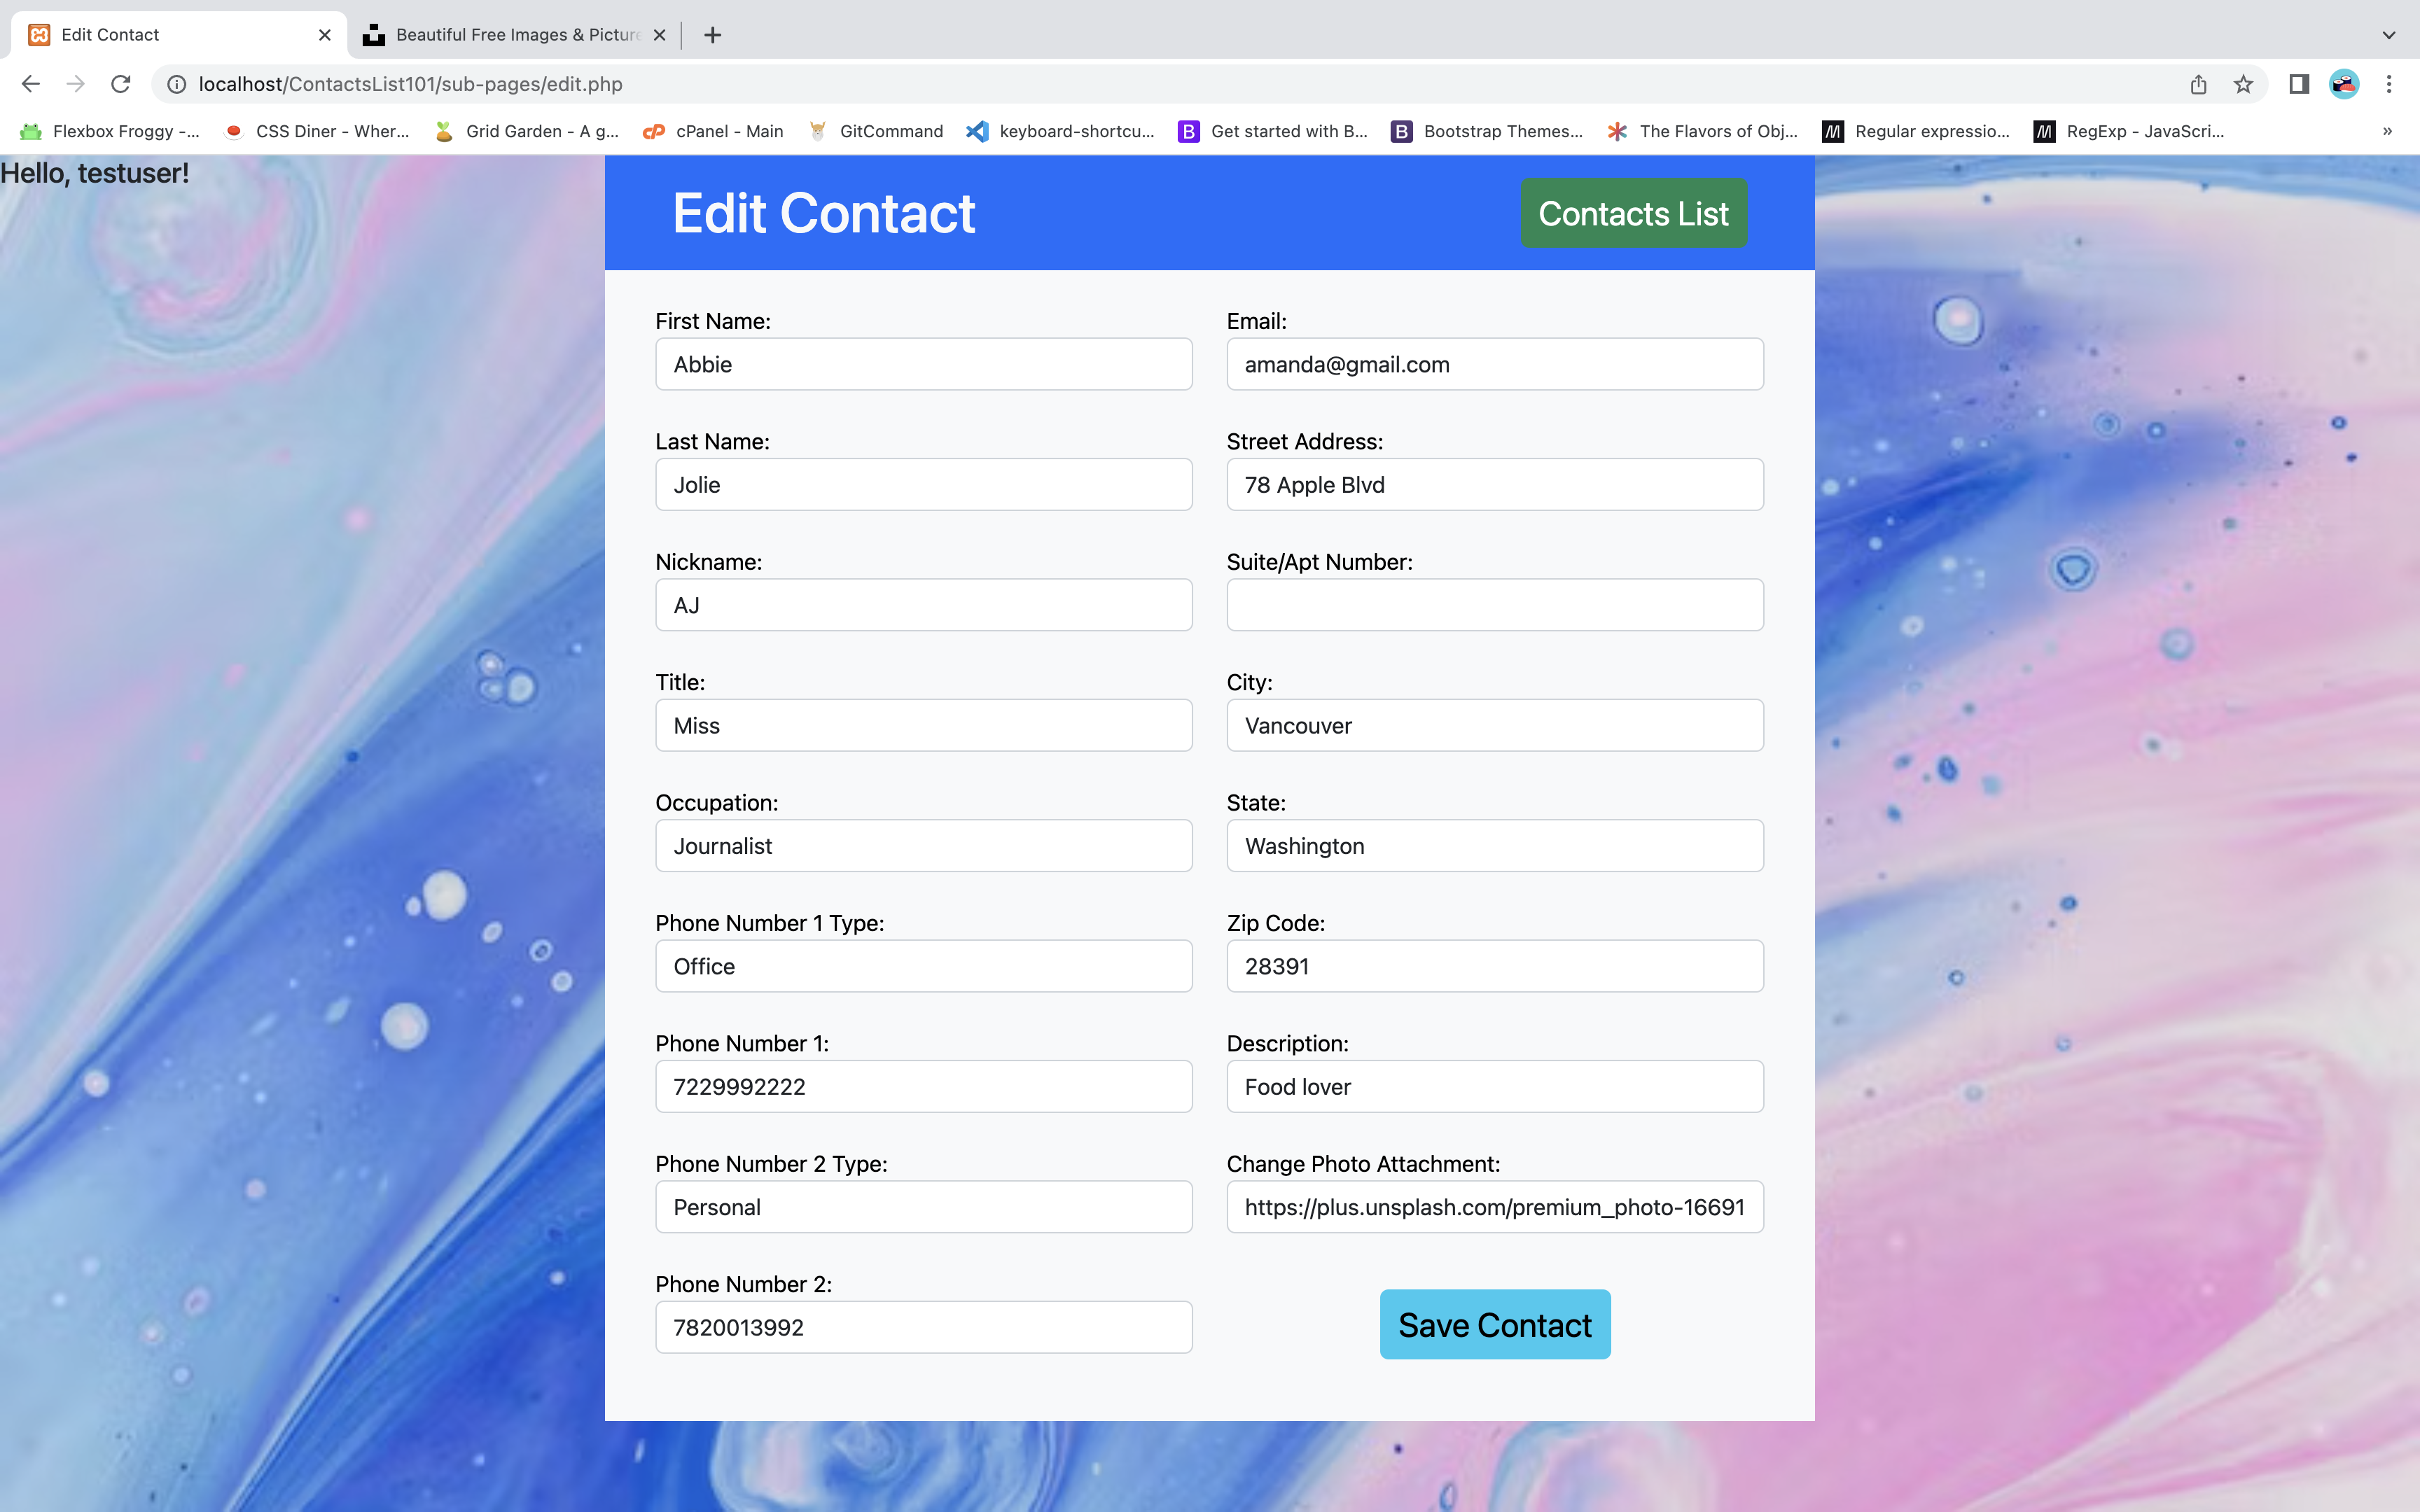 Edit Contact
Beautiful Free Images & Picture
localhost/ContactsList101/sub-pages/edit.php
Flexbox Froggy -...
CSS Diner - Wher...
Grid Garden - A g...
cPanel - Main
GitCommand
keyboard-shortcu...
Get started with B...
Bootstrap Themes...
The Flavors of Obj...
Regular expressio...
RegExp - JavaScri...
Hello, testuser!
Edit Contact
Contacts List
First Name:
Abbie
Last Name:
Jolie
Nickname:
AJ
Title:
Miss
Occupation:
Journalist
Phone Number 1 Type:
Office
Phone Number 1:
7229992222
Phone Number 2 Type:
Personal
Phone Number 2:
7820013992
Email:
amanda@gmail.com
Street Address:
78 Apple Blvd
Suite/Apt Number:
City:
Vancouver
State:
Washington
Zip Code:
28391
Description:
Food lover
Change Photo Attachment:
https://plus.unsplash.com/premium_photo-16691
Save Contact